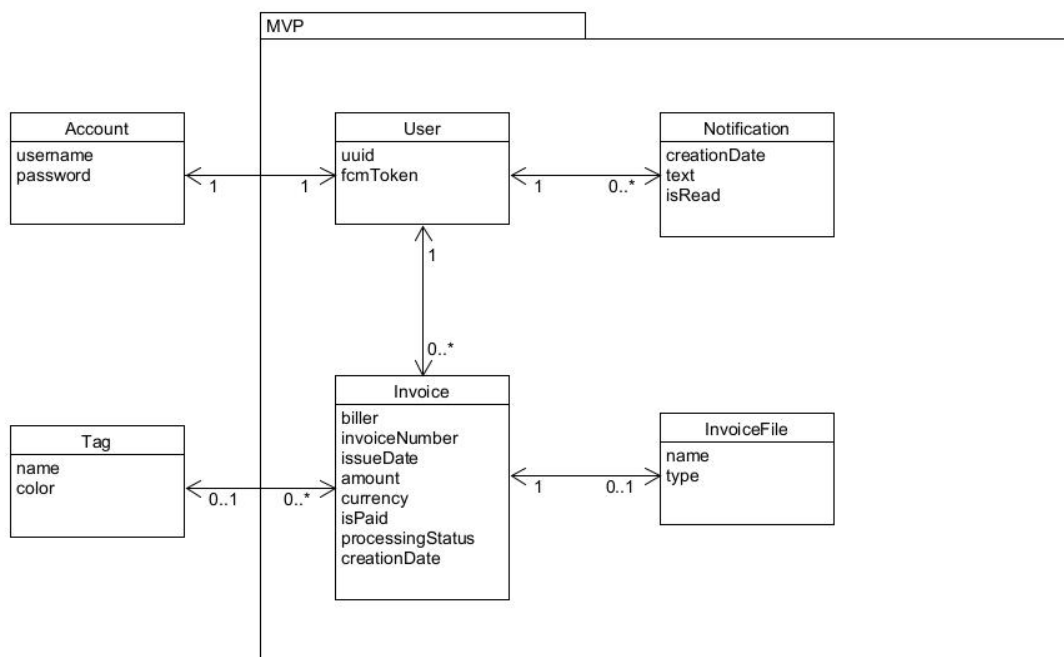 MVP
Account
username
password
User
uuid
fcmToken
Notification
creationDate
text
isRead
1
1
1
0..*
1
0..*
Tag
name
color
Invoice
biller
invoiceNumber
issueDate
amount
currency
isPaid
processingStatus
creationDate
InvoiceFile
name
type
0..1
0..*
1
0..1